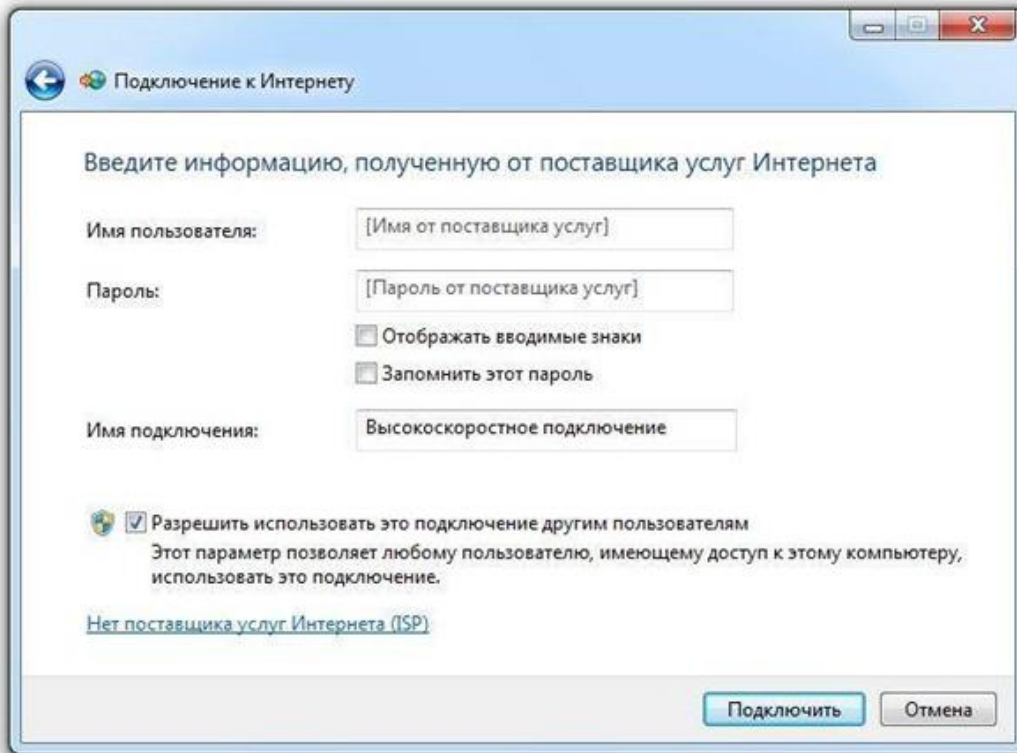 Подключение к Интернету
Введите информацию, полученную от поставщика услуг Интернета
Имя пользователя: [Имя от поставщика услуг]
Пароль: [Пароль от поставщика услуг]
Отображать вводимые знаки
Запомнить этот пароль
Имя подключения: Высокоскоростное подключение
Разрешить использовать это подключение другим пользователям
Этот параметр позволяет любому пользователю, имеющему доступ к этому компьютеру,
использовать это подключение.
Нет поставщика услуг Интернета (ISP)
Подключить Отмена